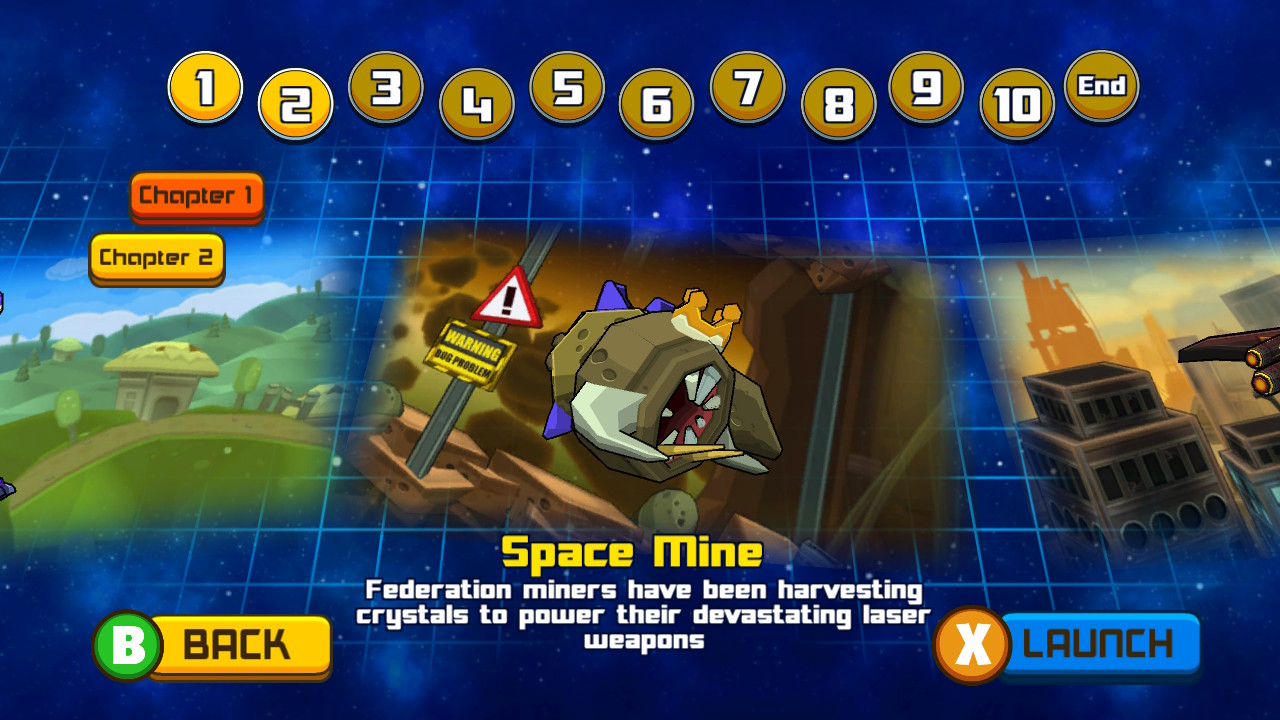 1 2 3 4 5 6 7 8 9 10 End
Chapter 1
Chapter 2
!
WARNING
BUG PROBLEM
Space Mine
Federation miners have been harvesting
crystals to power their devastating laser
weapons
B BACK
X LAUNCH